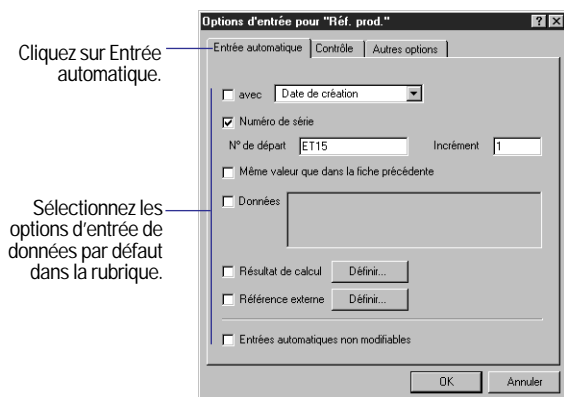 Options d'entrée pour "Réf. prod."
Cliquez sur Entrée
automatique.
Entrée automatique Contrôle Autres options
avec Date de création
Numéro de série
N° de départ ET15 Incrément 1
Même valeur que dans la fiche précédente
Données
Sélectionnez les
options d’entrée de
données par défaut
dans la rubrique.
Résultat de calcul Définir...
Référence externe Définir...
Entrées automatiques non modifiables
OK Annuler